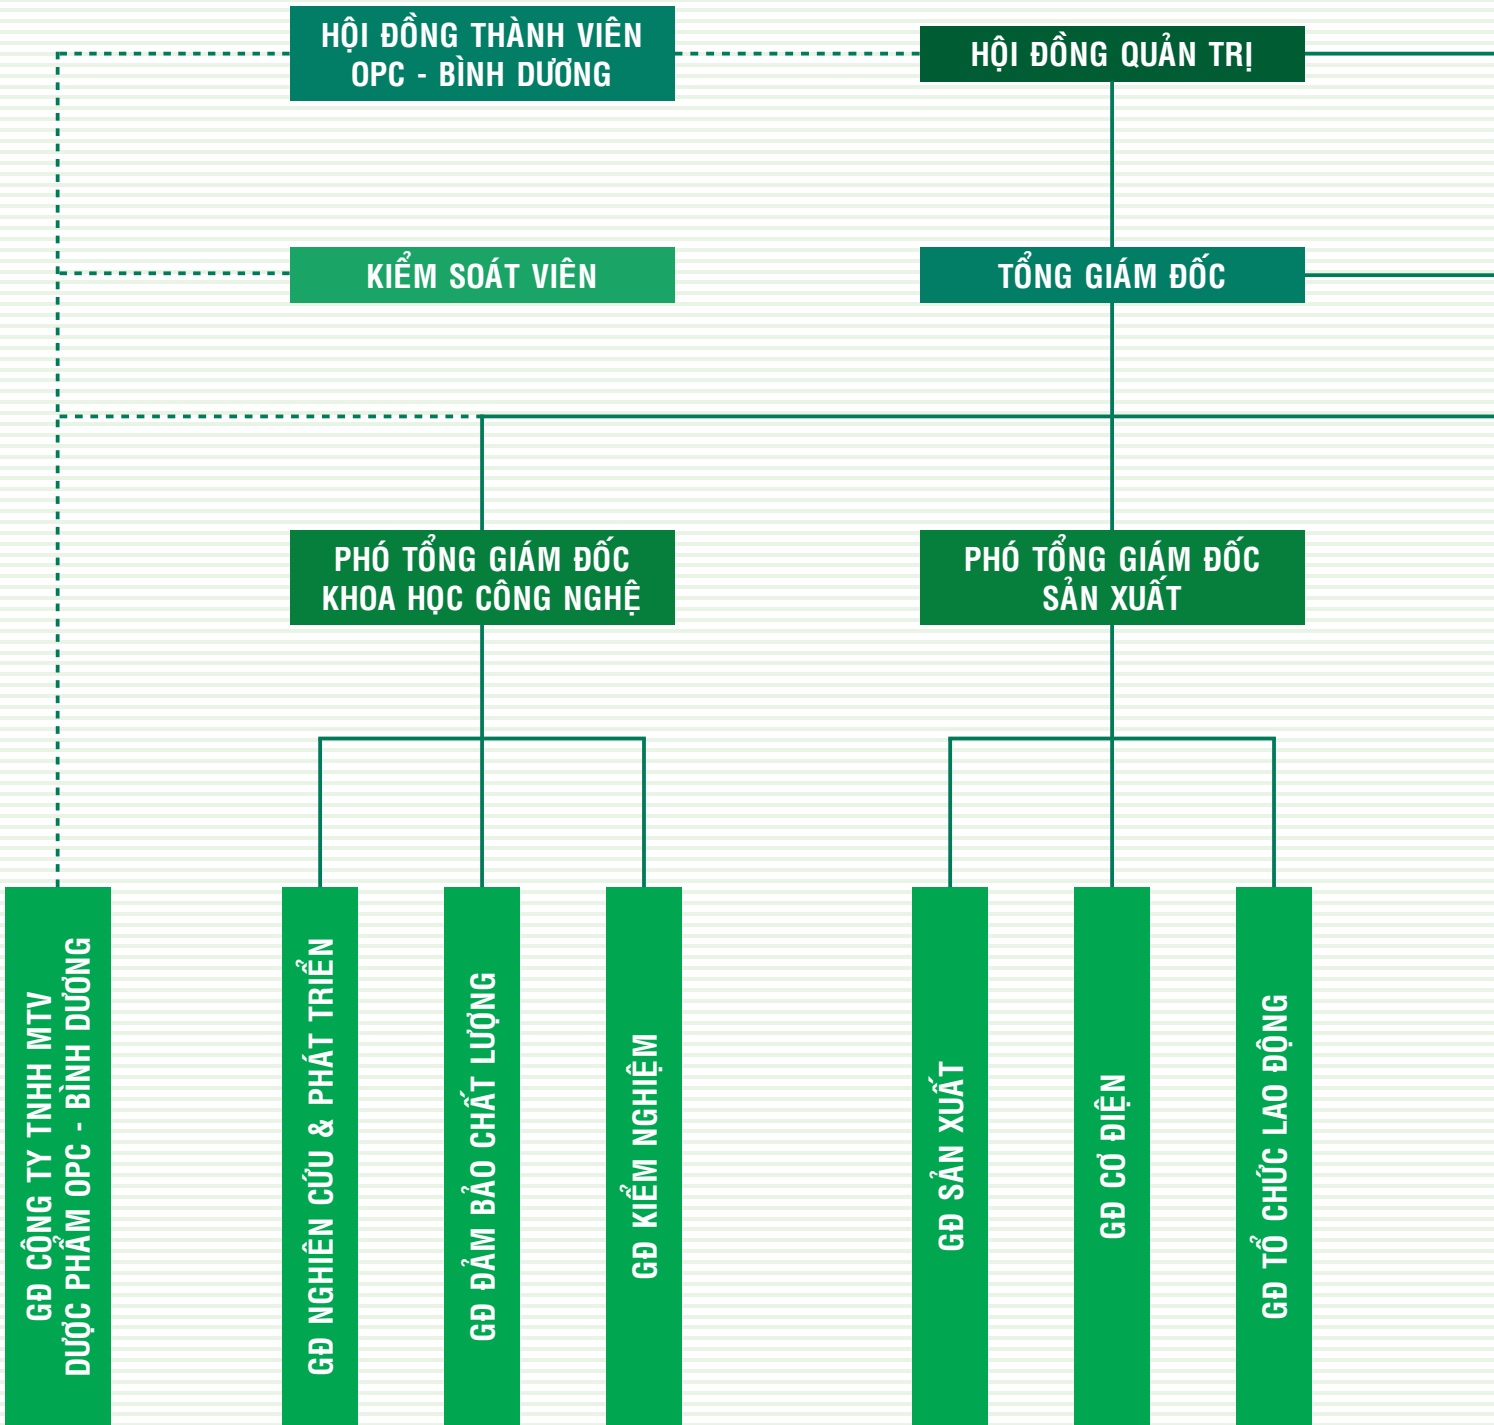 HỘI ĐỒNG THÀNH VIÊN
OPC - BÌNH DƯƠNG
HỘI ĐỒNG QUẢN TRỊ
KIỂM SOÁT VIÊN
TỔNG GIÁM ĐỐC
PHÓ TỔNG GIÁM ĐỐC
KHOA HỌC CÔNG NGHỆ
PHÓ TỔNG GIÁM ĐỐC
SẢN XUẤT
GĐ CÔNG TY TNHH MTV
DƯỢC PHẨM OPC - BÌNH DƯƠNG
GĐ NGHIÊN CỨU & PHÁT TRIỂN
GĐ ĐẢM BẢO CHẤT LƯỢNG
GĐ KIỂM NGHIỆM
GĐ SẢN XUẤT
GĐ CƠ ĐIỆN
GĐ TỔ CHỨC LAO ĐỘNG